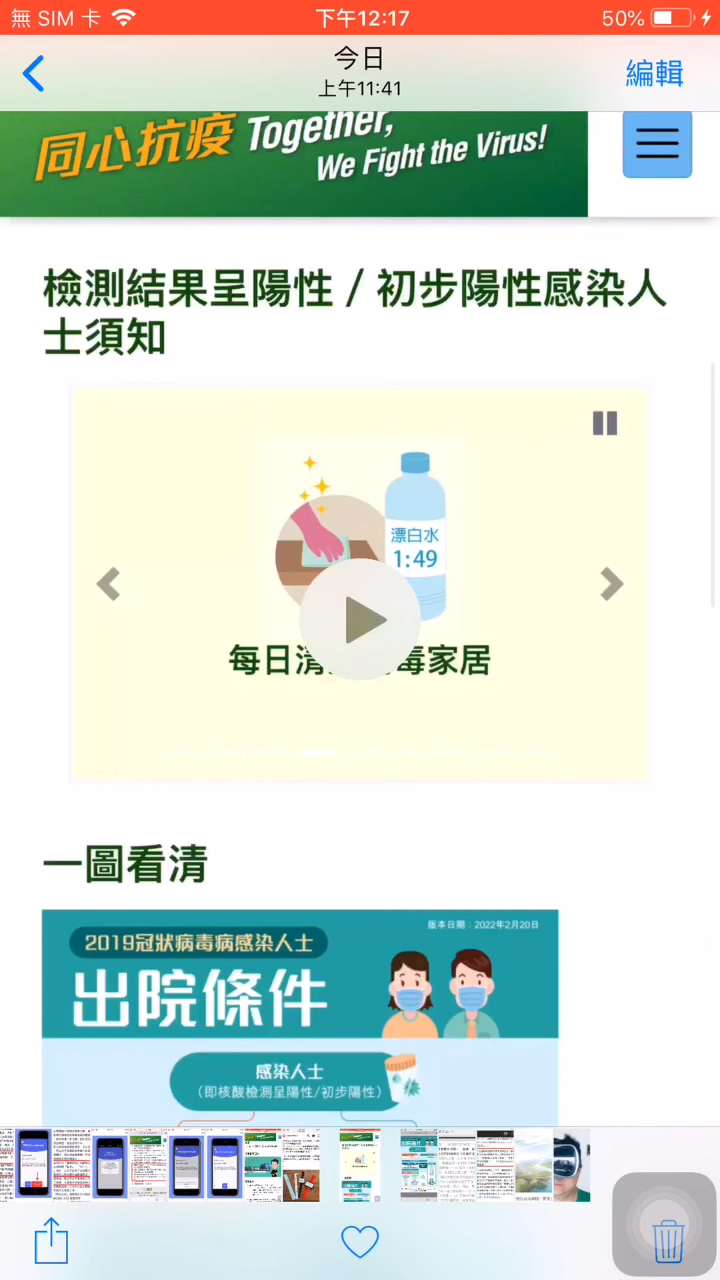 無 SIM 卡
下午12:17
50%
今日
上午11:41
編輯
同心抗疫 Together,
We Fight the Virus!
檢測結果呈陽性 / 初步陽性感染人
士須知
漂白水
1:49
每日清
毒家居
一圖看清
版本日期：2022年2月20日
2019冠狀病毒病感染人士
出院條件
感染人士
（即核酸檢測呈陽性/初步陽性）